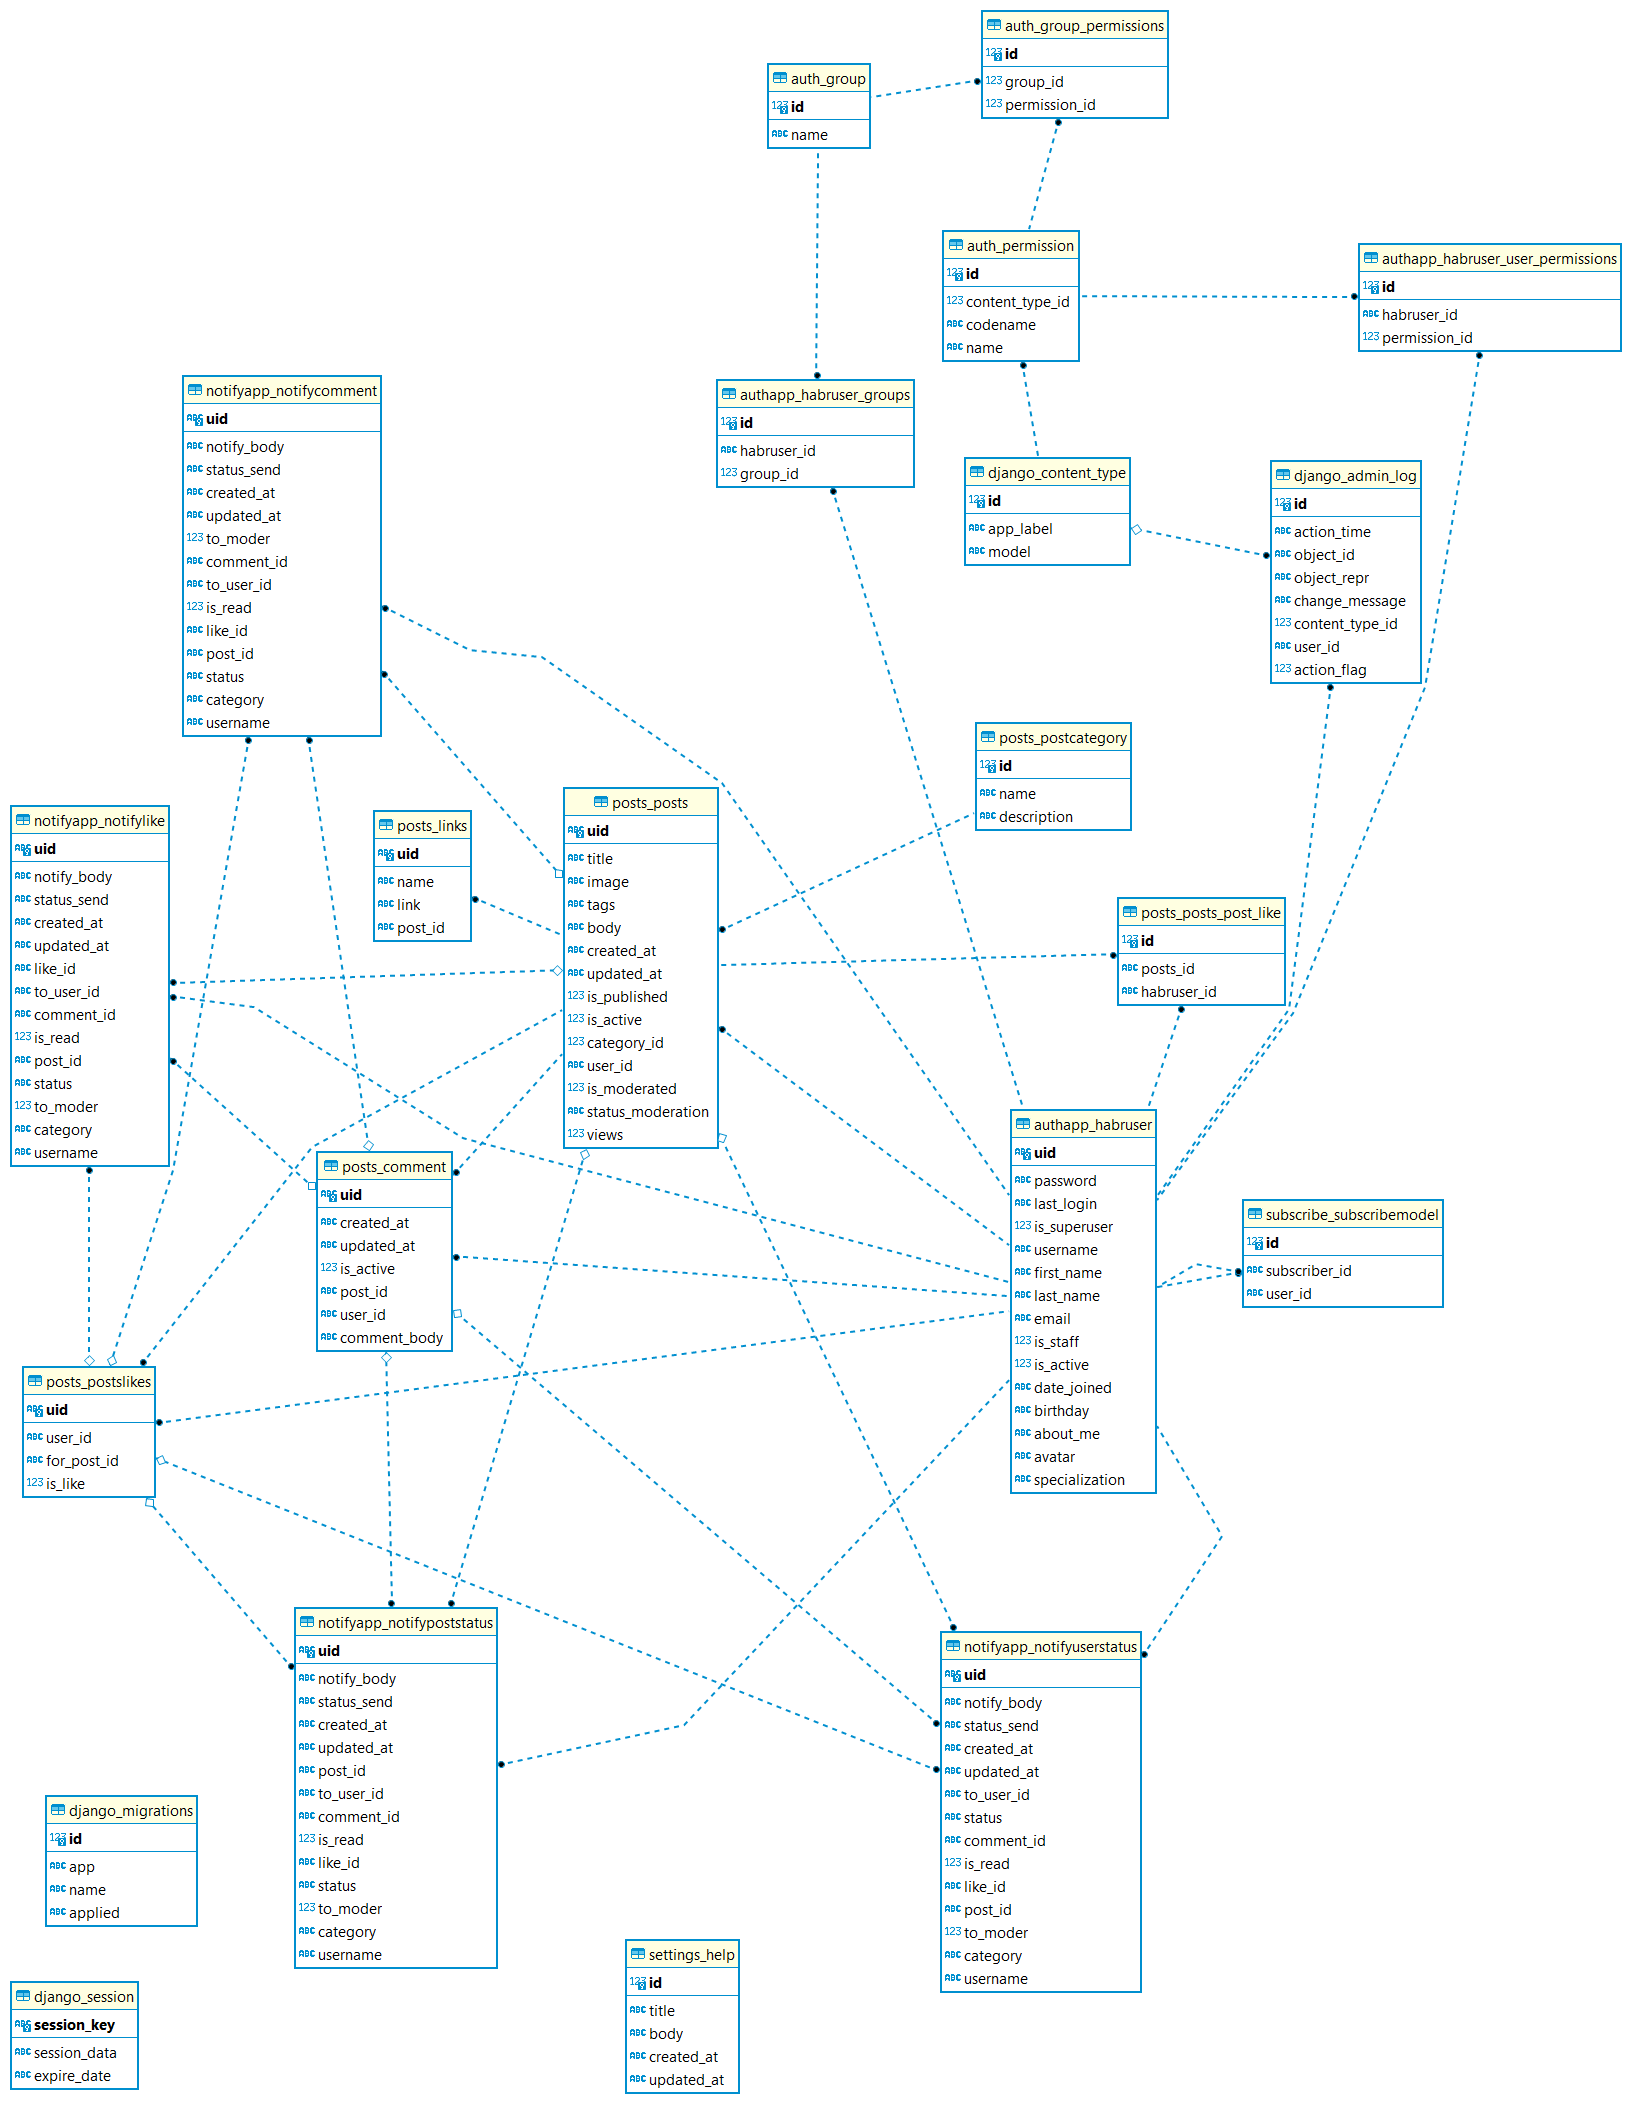 auth_group_permissions
id
group_id
permission_id
auth_group
id
name
auth_permission
id
content_type_id
codename
name
authapp_habruser_user_permissions
id
habruser_id
permission_id
notifyapp_notifycomment
uid
notify_body
status_send
created_at
updated_at
to_moder
comment_id
to_user_id
is_read
like_id
post_id
status
category
username
authapp_habruser_groups
id
habruser_id
group_id
django_content_type
id
app_label
model
django_admin_log
id
action_time
object_id
object_repr
change_message
content_type_id
user_id
action_flag
posts_postcategory
id
name
description
notifyapp_notifylike
uid
notify_body
status_send
created_at
updated_at
like_id
to_user_id
comment_id
is_read
post_id
status
to_moder
category
username
posts_links
uid
name
link
post_id
posts_posts
uid
title
image
tags
body
created_at
updated_at
is_published
is_active
category_id
user_id
is_moderated
status_moderation
views
posts_posts_post_like
id
posts_id
habruser_id
authapp_habruser
uid
password
last_login
is_superuser
username
first_name
last_name
email
is_staff
is_active
date_joined
birthday
about_me
avatar
specialization
posts_comment
uid
created_at
updated_at
is_active
post_id
user_id
comment_body
subscribe_subscribemodel
id
subscriber_id
user_id
posts_postslikes
uid
user_id
for_post_id
is_like
notifyapp_notifypoststatus
uid
notify_body
status_send
created_at
updated_at
post_id
to_user_id
comment_id
is_read
like_id
status
to_moder
category
username
notifyapp_notifyuserstatus
uid
notify_body
status_send
created_at
updated_at
to_user_id
status
comment_id
is_read
like_id
post_id
to_moder
category
username
django_migrations
id
app
name
applied
settings_help
id
title
body
created_at
updated_at
django_session
session_key
session_data
expire_date